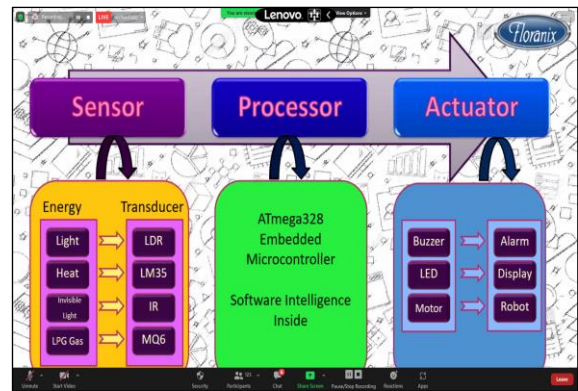 Recording...
LIVE
Lenovo
View Options
Floranix
Sensor
Processor
Actuator
Energy
Transducer
Light
LDR
Heat
LM35
Invisible
Light
IR
LPG Gas
MQ6
ATmega328
Embedded
Microcontroller
Software Intelligence
Inside
Buzzer
Alarm
LED
Display
Motor
Robot
Unmute
Start Video
Security
Participants
Chat
Share Screen
Pause/Stop Recording
Reactions
Apps
Leave